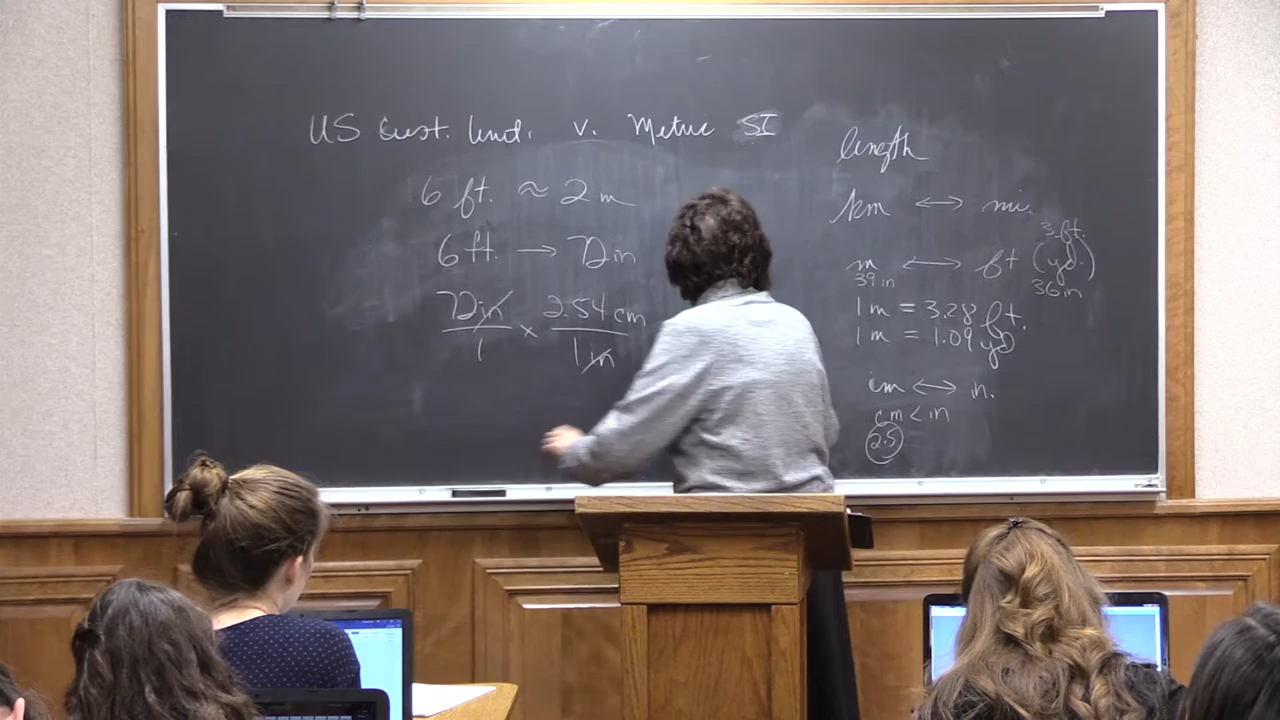 US Cust. Und. v. Metric SI
6 ft. ≈ 2 m
6 ft. → 72 in
72 in / 1 × 2.54 cm / 1 in
length
km ↔ mi.
3 ft.
m ↔ ft (yd.)
39 in 36 in
1 m = 3.28 ft.
1 m = 1.09 yd
cm ↔ in.
cm < in
2.5